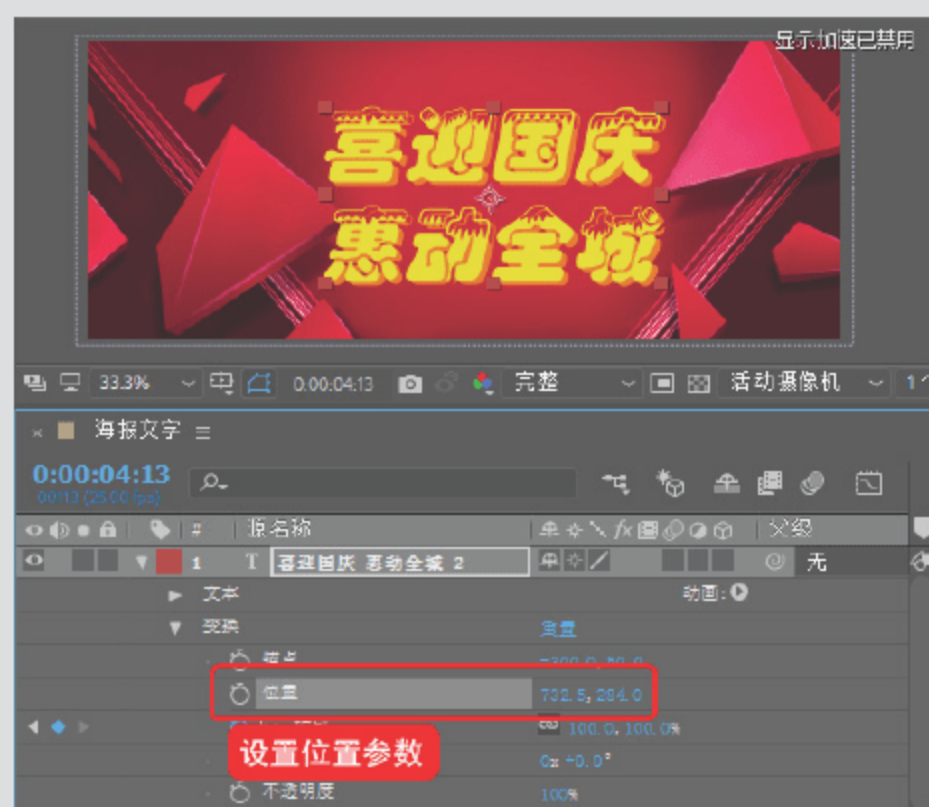 显示加速已禁用
喜迎国庆
惠动全城
33.3% 0:00:04:13 完整 活动摄像机 1个
海报文字
0:00:04:13
00113 (25.00 fps)
# 源名称 fx 父级
1 T 喜迎国庆 惠动全城 2 无
文本 动画:
变换 重置
锚点
位置 732.5, 284.0
100.0, 100.0%
设置位置参数
0x +0.0°
不透明度 100%